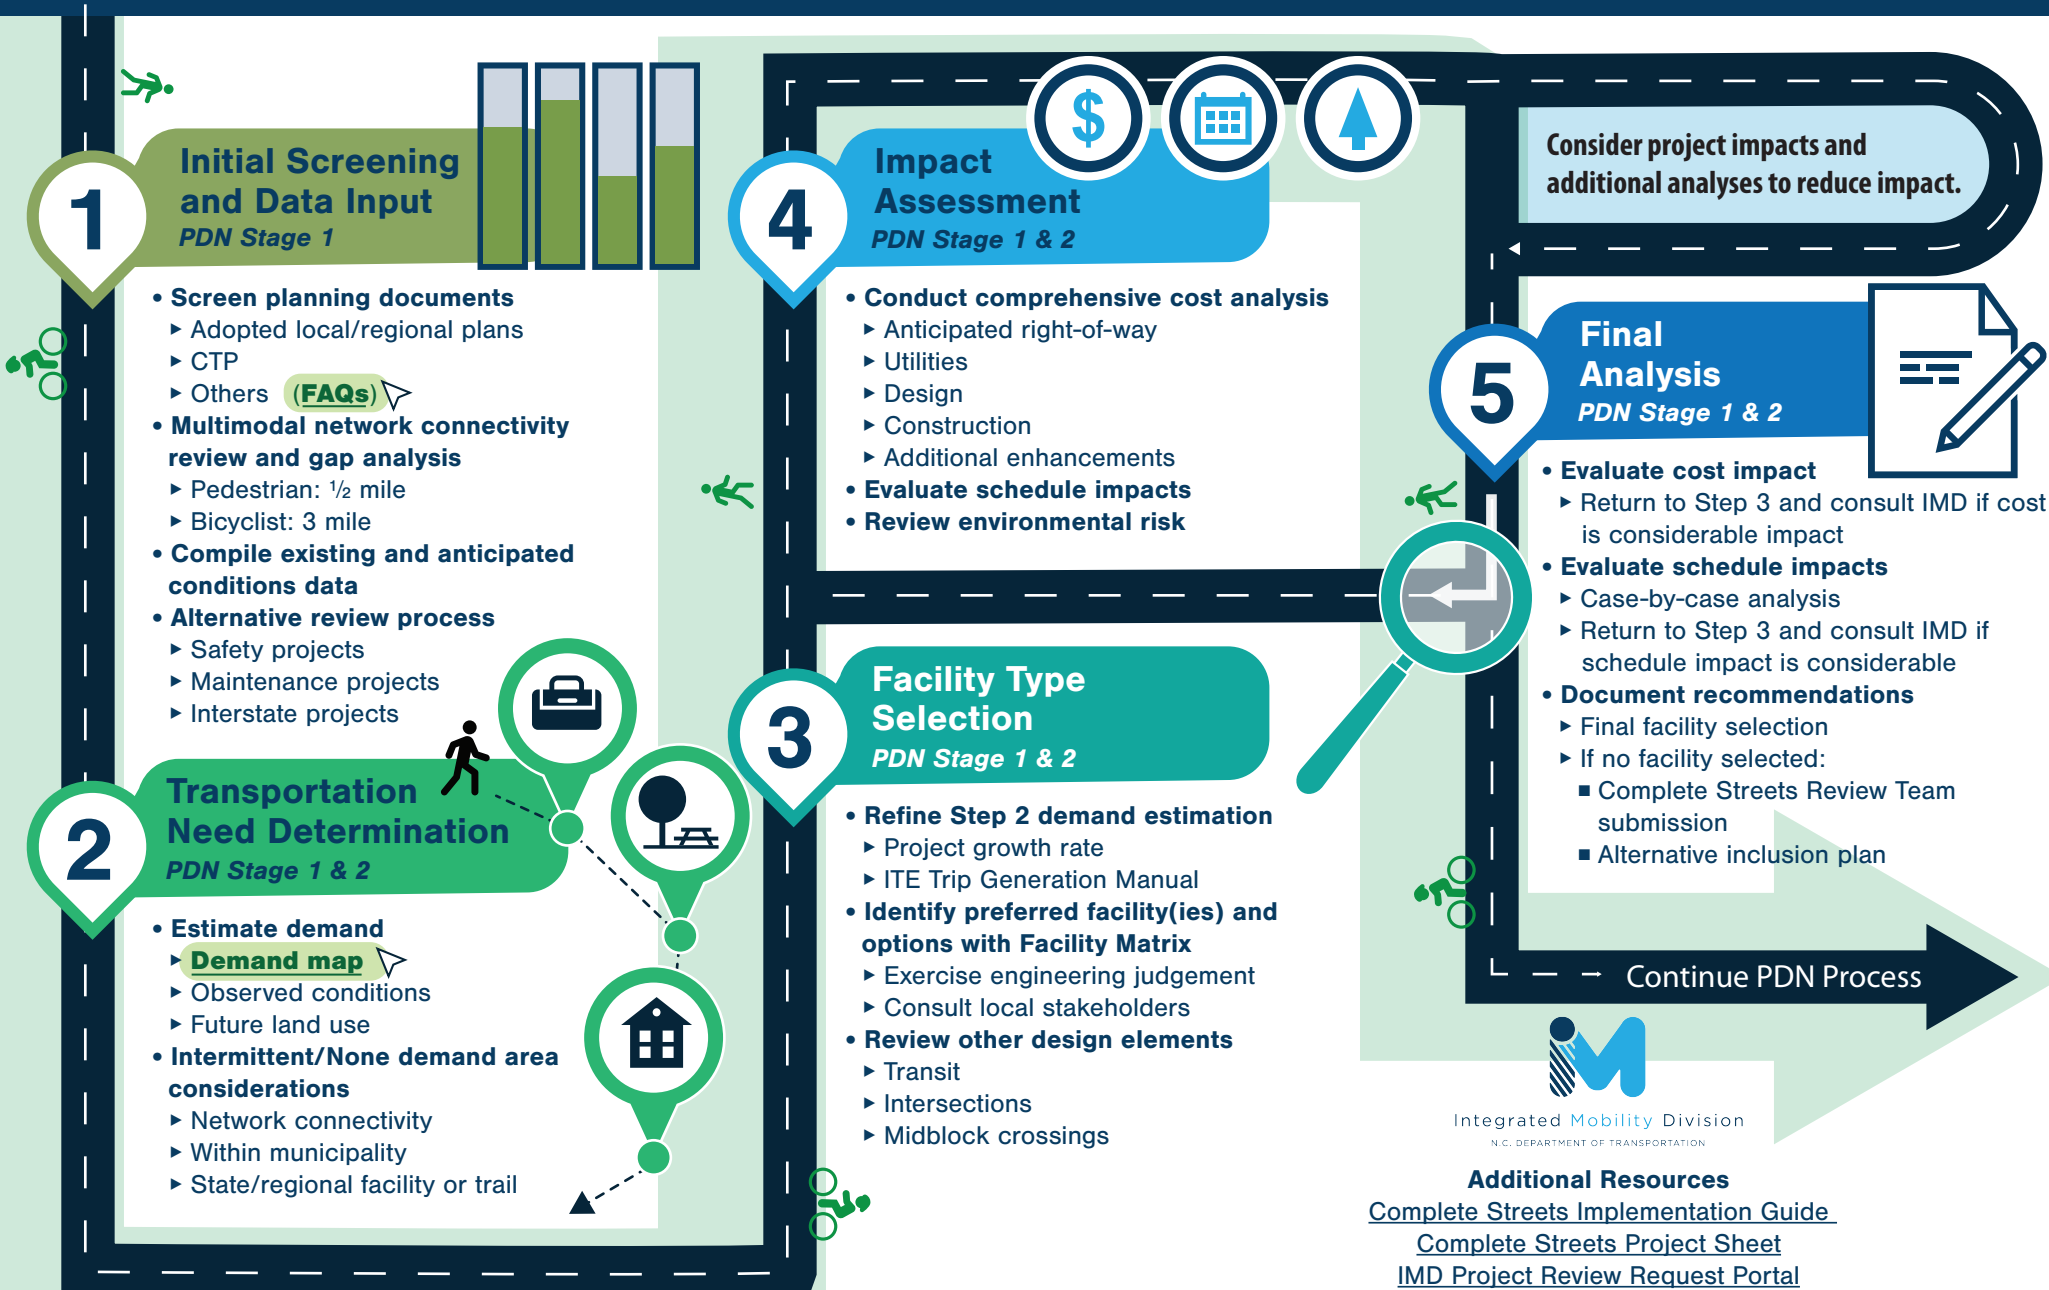 1
Initial Screening
and Data Input
PDN Stage 1
• Screen planning documents
▸ Adopted local/regional plans
▸ CTP
▸ Others (FAQs)
• Multimodal network connectivity
review and gap analysis
▸ Pedestrian: ½ mile
▸ Bicyclist: 3 mile
• Compile existing and anticipated
conditions data
• Alternative review process
▸ Safety projects
▸ Maintenance projects
▸ Interstate projects
2
Transportation
Need Determination
PDN Stage 1 & 2
• Estimate demand
▸ Demand map
▸ Observed conditions
▸ Future land use
• Intermittent/None demand area
considerations
▸ Network connectivity
▸ Within municipality
▸ State/regional facility or trail
3
Facility Type
Selection
PDN Stage 1 & 2
• Refine Step 2 demand estimation
▸ Project growth rate
▸ ITE Trip Generation Manual
• Identify preferred facility(ies) and
options with Facility Matrix
▸ Exercise engineering judgement
▸ Consult local stakeholders
• Review other design elements
▸ Transit
▸ Intersections
▸ Midblock crossings
4
Impact
Assessment
PDN Stage 1 & 2
$
• Conduct comprehensive cost analysis
▸ Anticipated right-of-way
▸ Utilities
▸ Design
▸ Construction
▸ Additional enhancements
• Evaluate schedule impacts
• Review environmental risk
Consider project impacts and
additional analyses to reduce impact.
5
Final
Analysis
PDN Stage 1 & 2
• Evaluate cost impact
▸ Return to Step 3 and consult IMD if cost
is considerable impact
• Evaluate schedule impacts
▸ Case-by-case analysis
▸ Return to Step 3 and consult IMD if
schedule impact is considerable
• Document recommendations
▸ Final facility selection
▸ If no facility selected:
■ Complete Streets Review Team
submission
■ Alternative inclusion plan
Continue PDN Process
iM
Integrated Mobility Division
N.C. DEPARTMENT OF TRANSPORTATION
Additional Resources
Complete Streets Implementation Guide
Complete Streets Project Sheet
IMD Project Review Request Portal